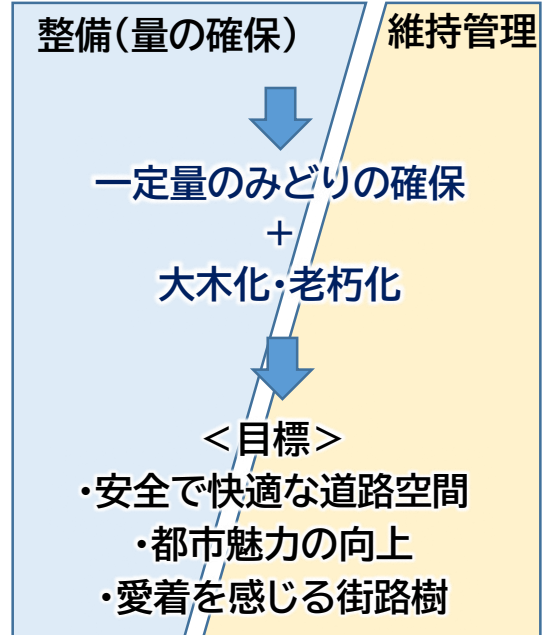 整備(量の確保)
維持管理
一定量のみどりの確保
+
大木化・老朽化
<目標>
・安全で快適な道路空間
・都市魅力の向上
・愛着を感じる街路樹